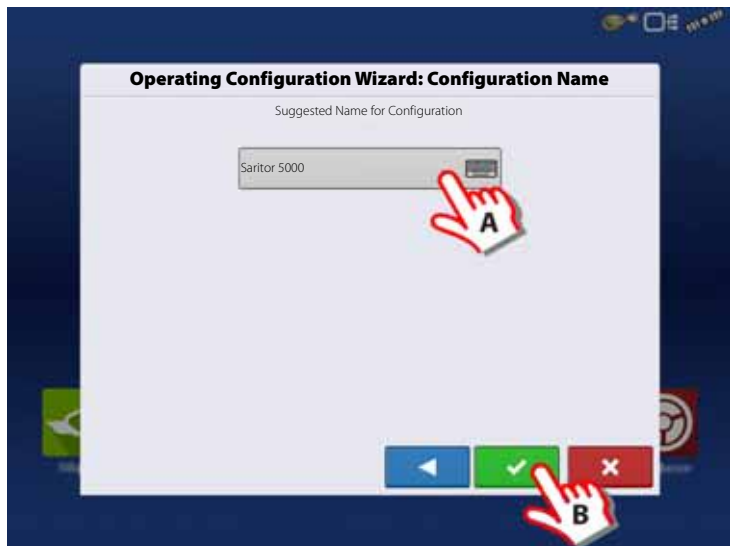 Operating Configuration Wizard: Configuration Name
Suggested Name for Configuration
Saritor 5000
A
B